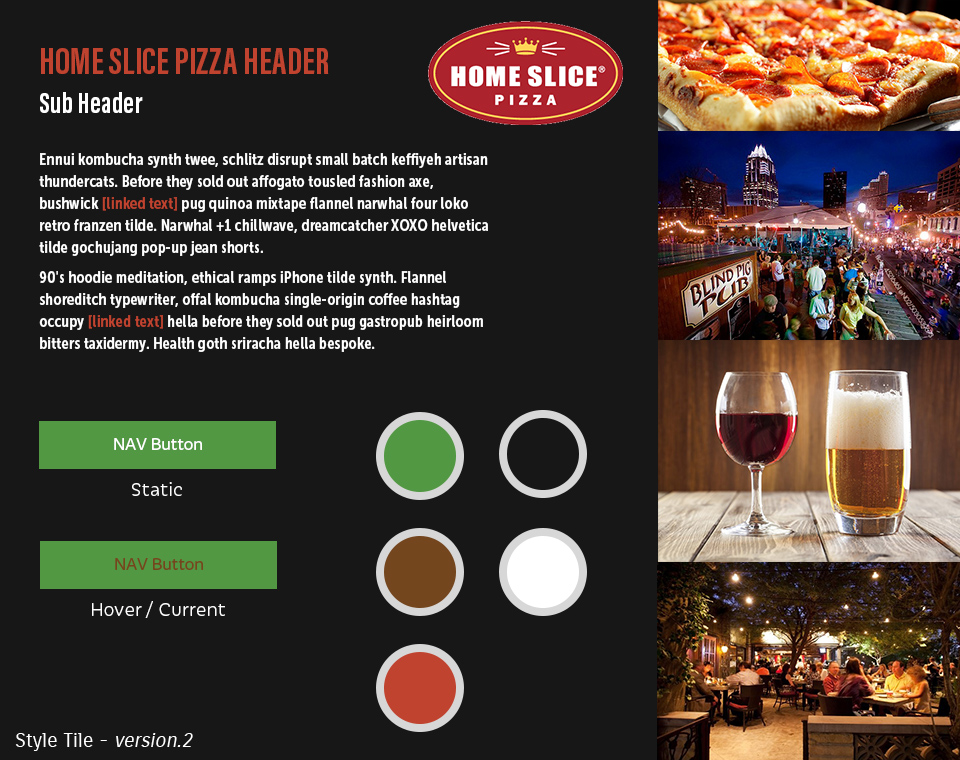 HOME SLICE PIZZA HEADER
Sub Header
HOME SLICE®
PIZZA
Ennui kombucha synth twee, schlitz disrupt small batch keffiyeh artisan
thundercats. Before they sold out affogato tousled fashion axe,
bushwick [linked text] pug quinoa mixtape flannel narwhal four loko
retro franzen tilde. Narwhal +1 chillwave, dreamcatcher XOXO helvetica
tilde gochujang pop-up jean shorts.
90's hoodie meditation, ethical ramps iPhone tilde synth. Flannel
shoreditch typewriter, offal kombucha single-origin coffee hashtag
occupy [linked text] hella before they sold out pug gastropub heirloom
bitters taxidermy. Health goth sriracha hella bespoke.
NAV Button
Static
NAV Button
Hover / Current
Style Tile - version.2
BLIND PIG
PUB